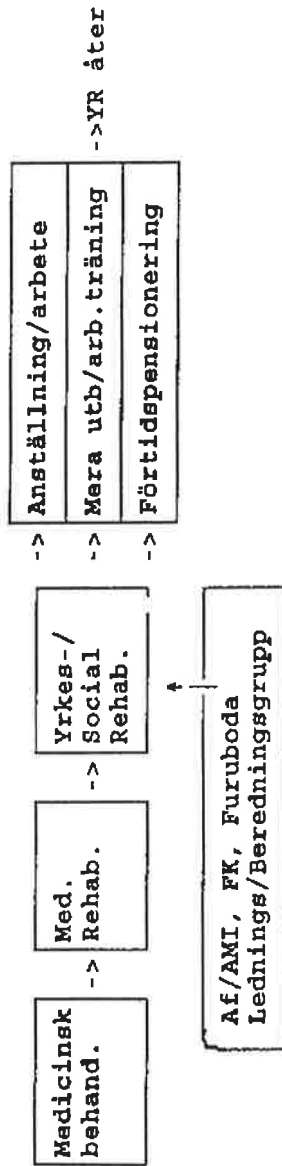 Medicinsk
behand.
->
Med.
Rehab.
->
Yrkes-/
Social
Rehab.
-> Anställning/arbete
-> Mera utb/arb.träning ->YR åter
-> Förtidspensionering
Af/AMI, FK, Furuboda
Lednings/Beredningsgrupp